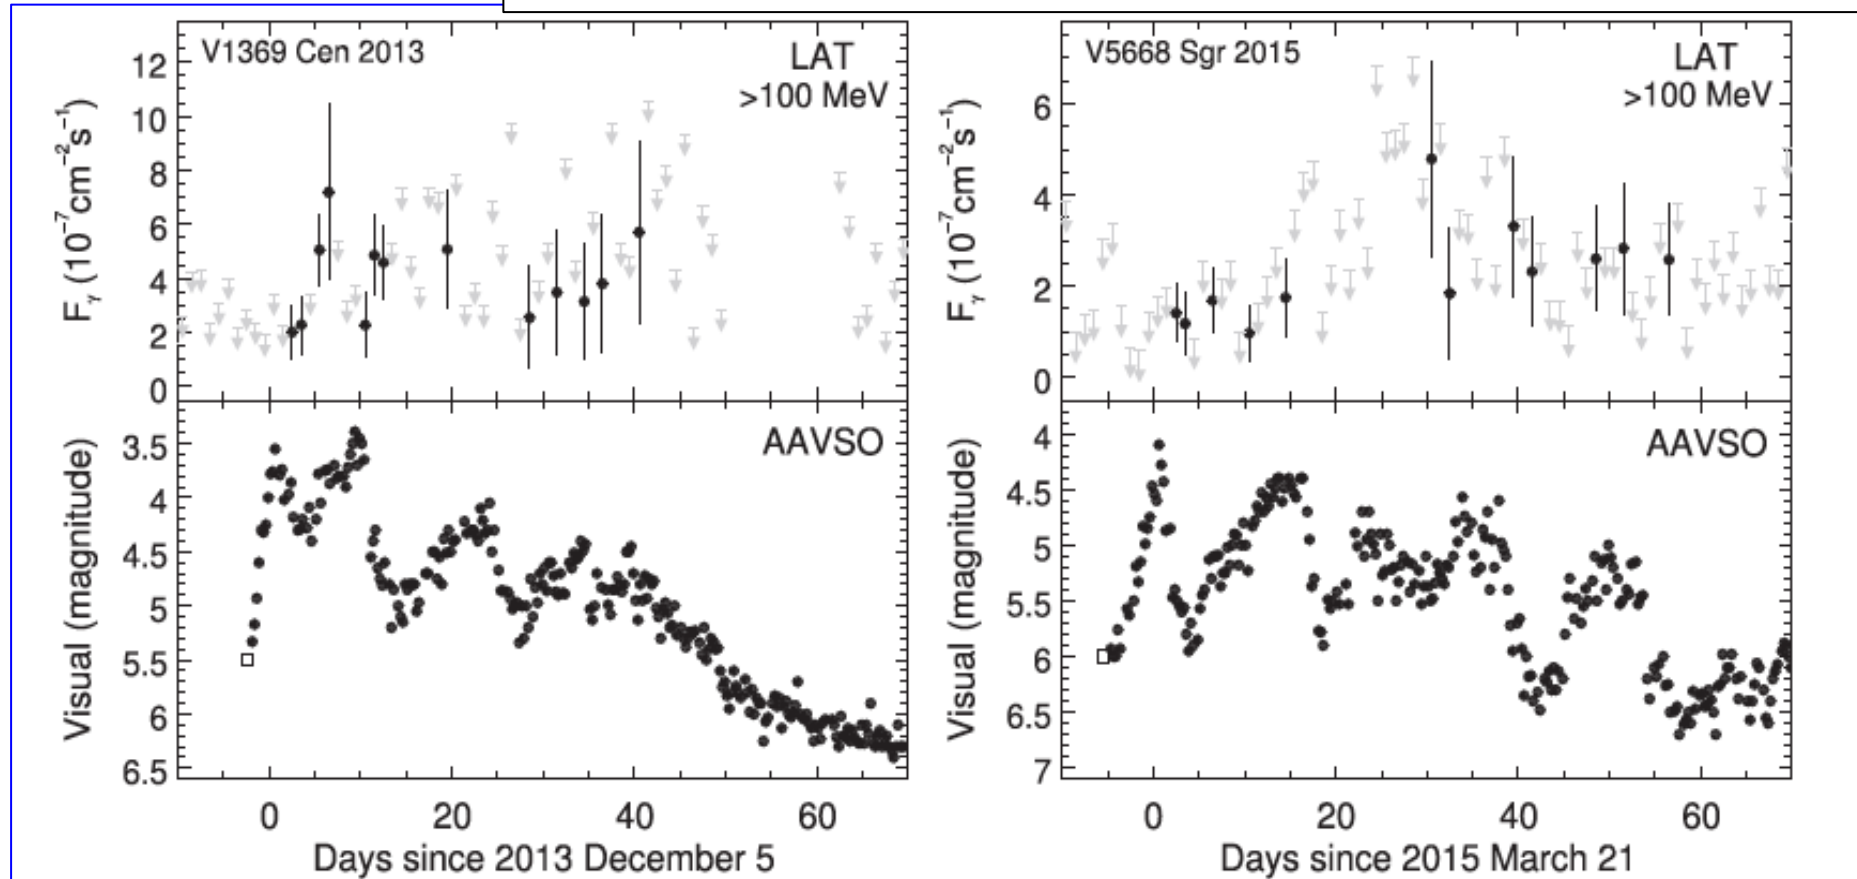 V1369 Cen 2013
LAT
>100 MeV
F_γ (10⁻⁷cm⁻²s⁻¹)
12
10
8
6
4
2
0
AAVSO
Visual (magnitude)
3.5
4
4.5
5
5.5
6
6.5
0 20 40 60
Days since 2013 December 5
V5668 Sgr 2015
LAT
>100 MeV
F_γ (10⁻⁷cm⁻²s⁻¹)
6
4
2
0
AAVSO
Visual (magnitude)
4
4.5
5
5.5
6
6.5
7
0 20 40 60
Days since 2015 March 21